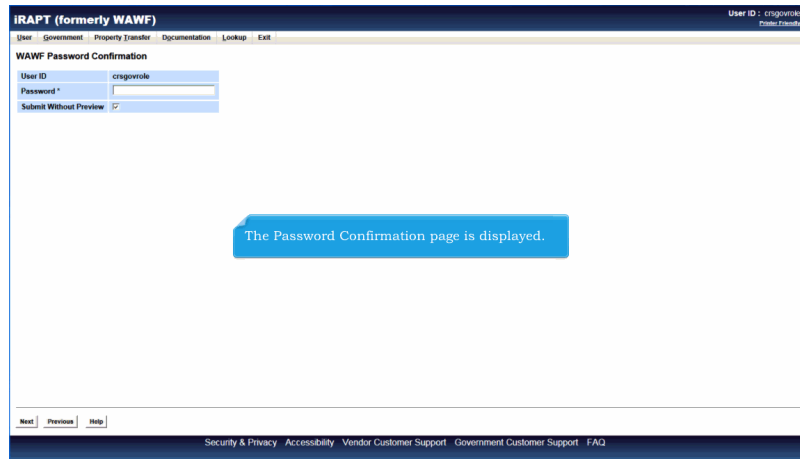 iRAPT (formerly WAWF)
User ID : crsgovrole
Printer Friendly
User Government Property Transfer Documentation Lookup Exit
WAWF Password Confirmation
User ID crsgovrole
Password *
Submit Without Preview
The Password Confirmation page is displayed.
Next Previous Help
Security & Privacy Accessibility Vendor Customer Support Government Customer Support FAQ